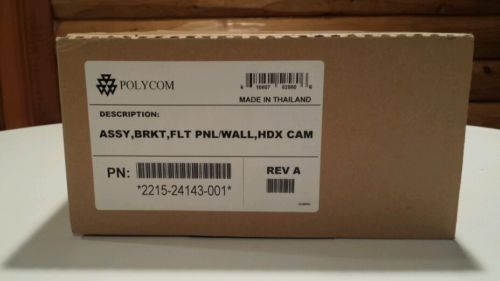 POLYCOM
MADE IN THAILAND
DESCRIPTION:
ASSY,BRKT,FLT PNL/WALL,HDX CAM
PN:
REV A
*2215-24143-001*